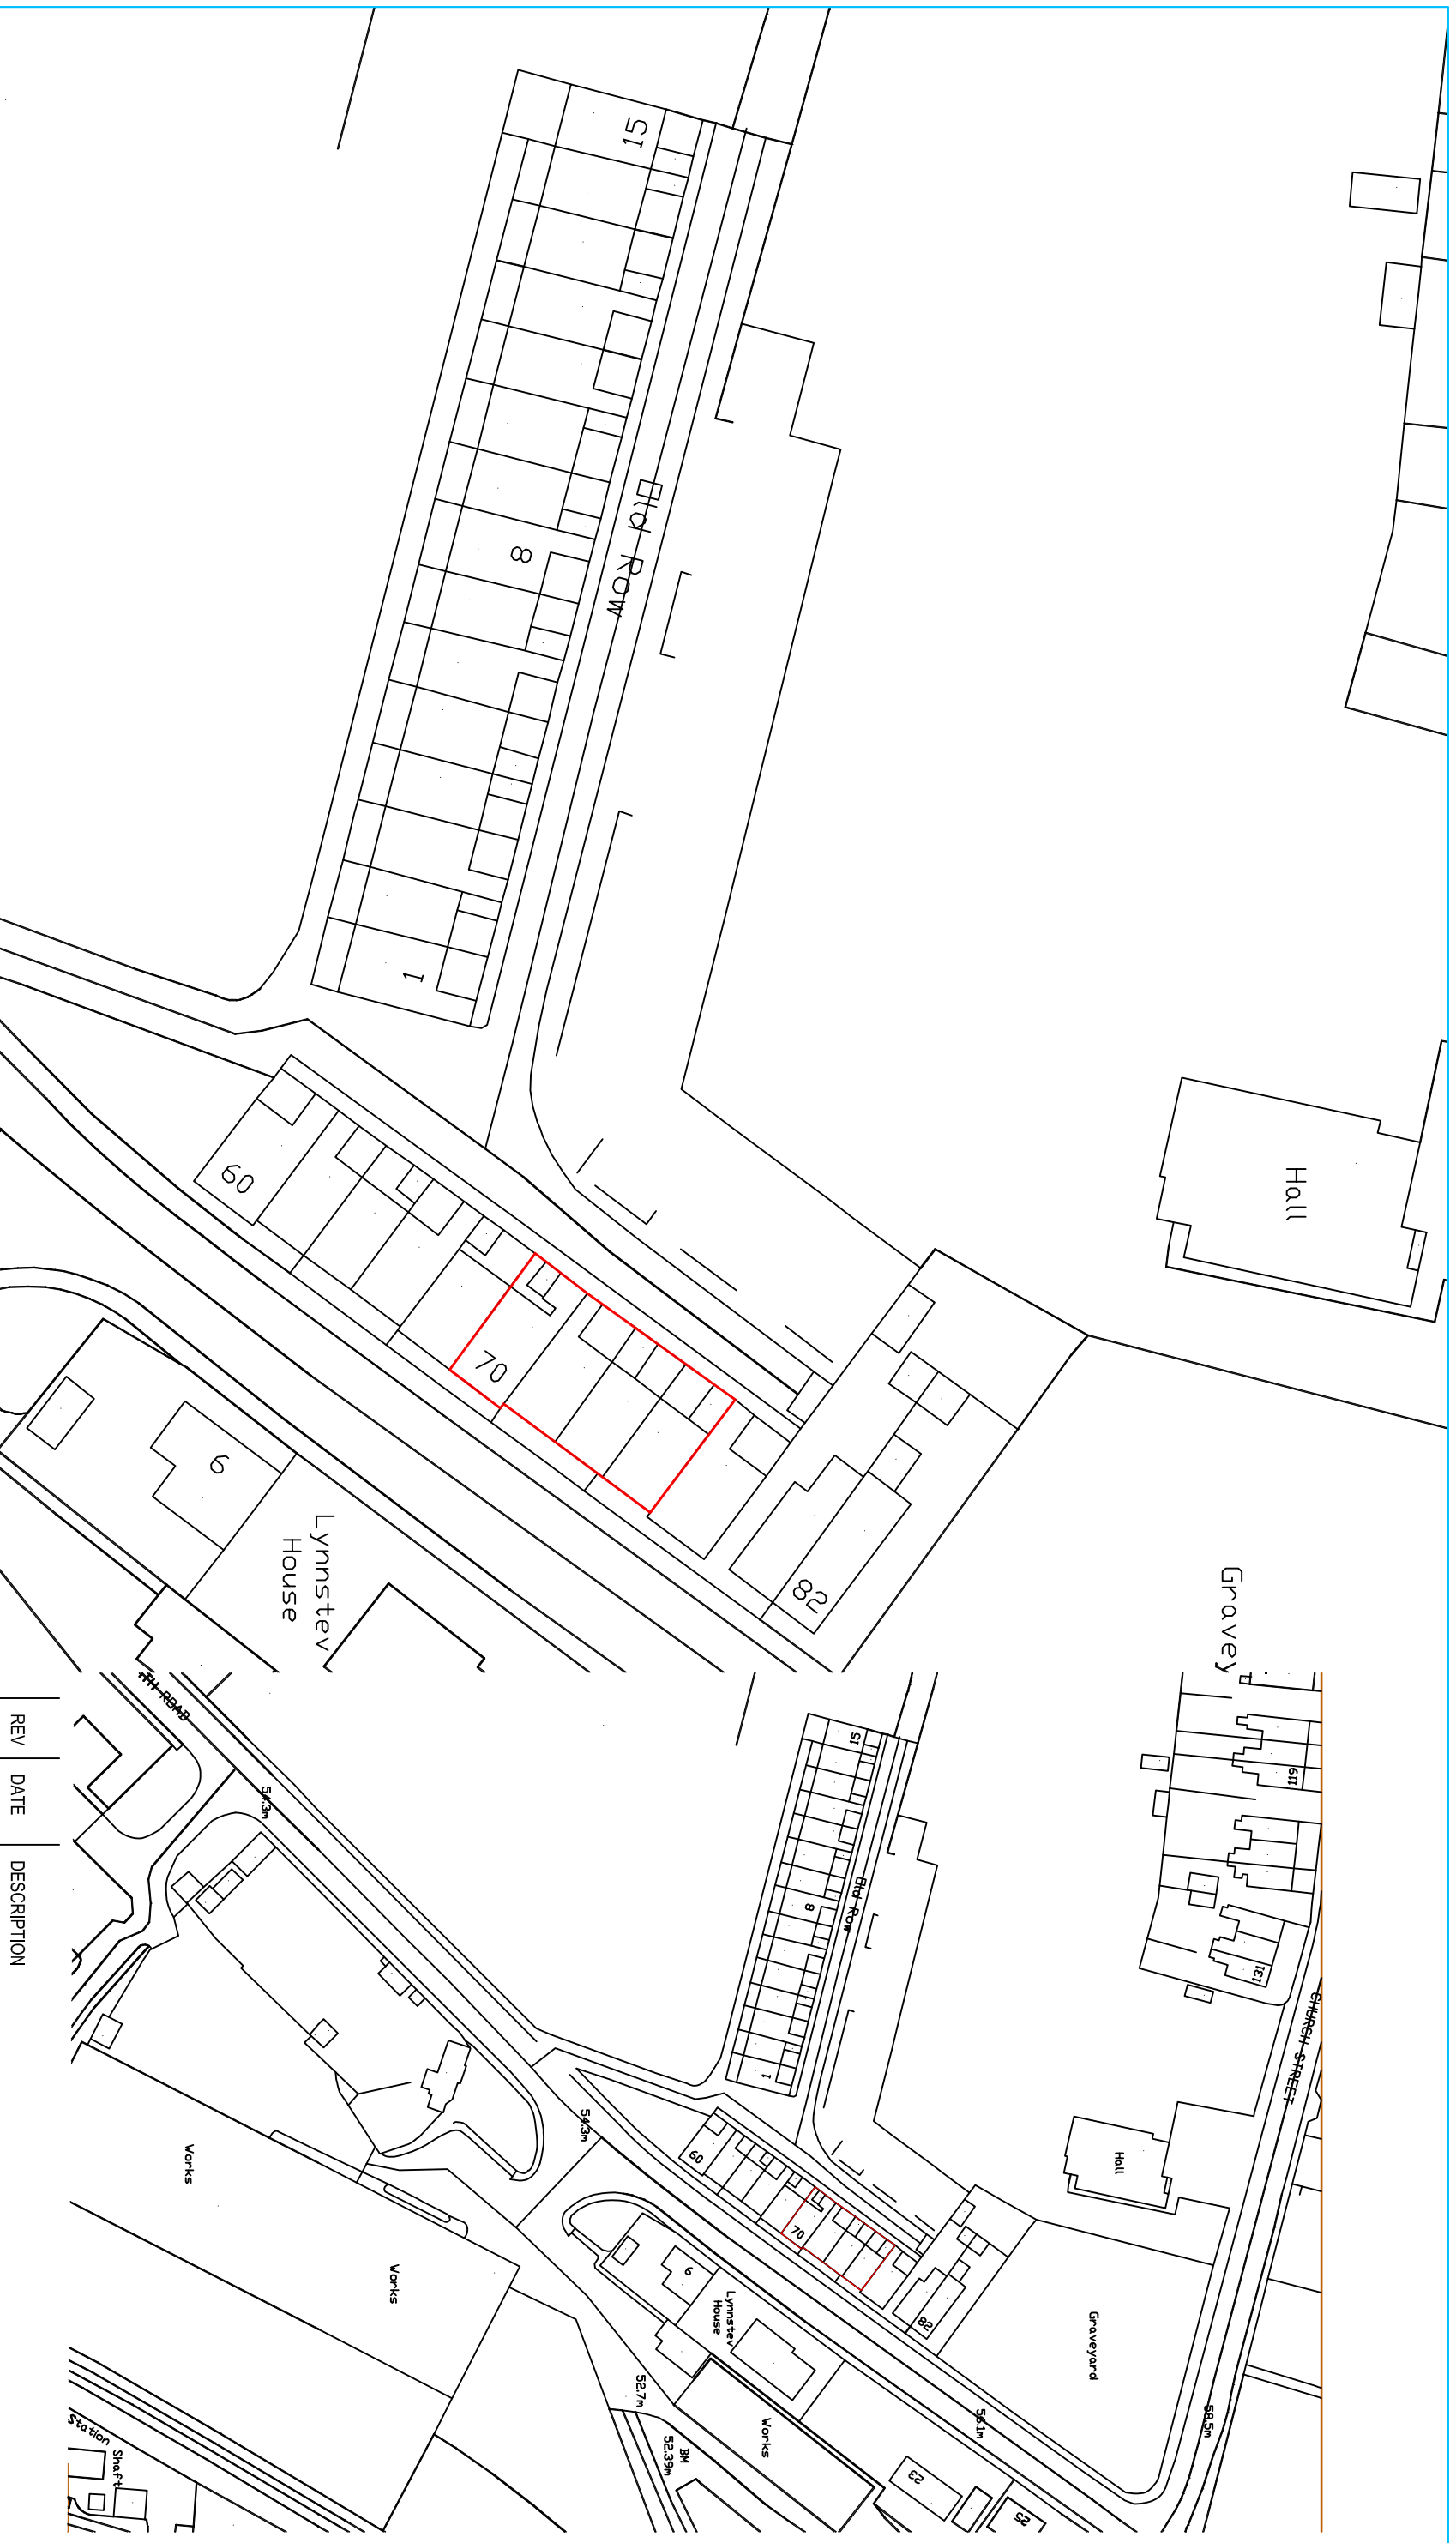 15
8
Old Row
1
60
70
82
6
Lynnstev
House
Hall
Gravey
15
8
Old Row
1
60
70
82
6
Lynnstev
House
Hall
Graveyard
119
131
CHURCH STREET
TH ROAD
54.3m
54.3m
Works
Works
Works
52.7m
BM
52.39m
56.1m
58.5m
23
25
Station
Shaft
REV
DATE
DESCRIPTION